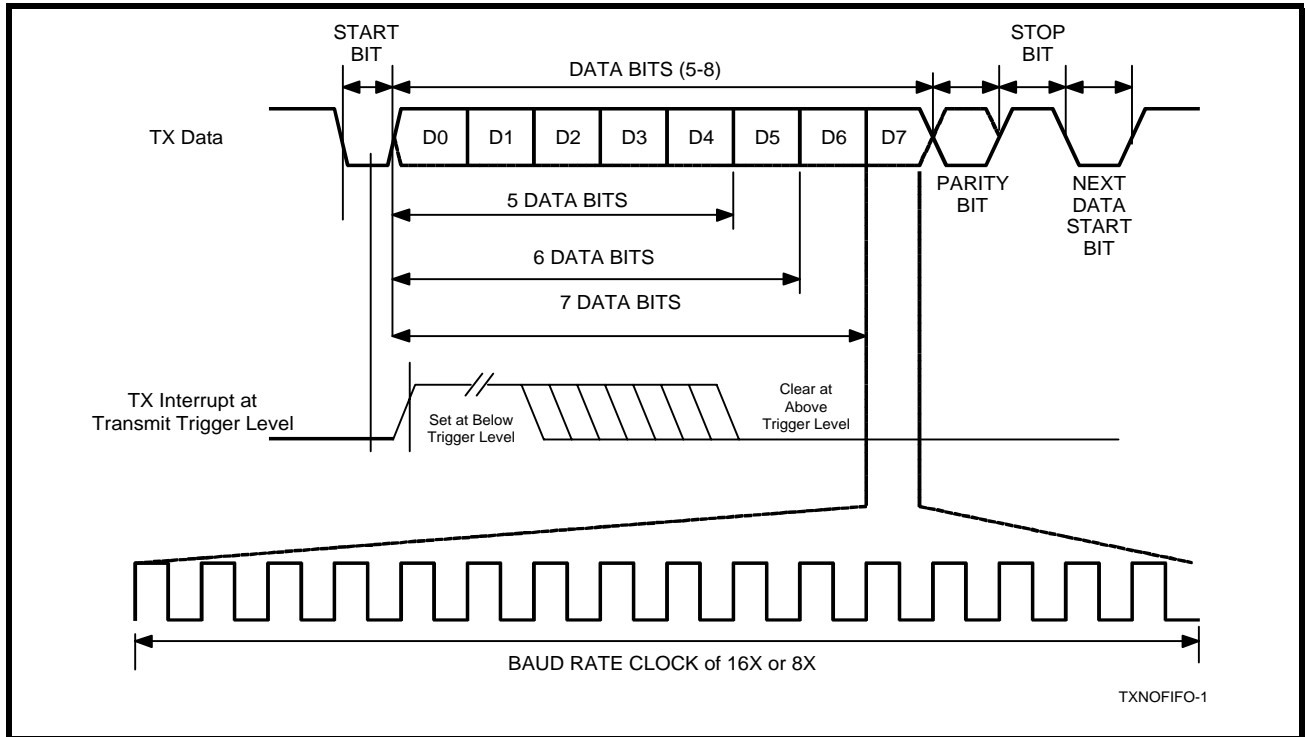 START
BIT
DATA BITS (5-8)
STOP
BIT
TX Data
D0 D1 D2 D3 D4 D5 D6 D7
PARITY
BIT
NEXT
DATA
START
BIT
5 DATA BITS
6 DATA BITS
7 DATA BITS
TX Interrupt at
Transmit Trigger Level
Set at Below
Trigger Level
Clear at
Above
Trigger Level
BAUD RATE CLOCK of 16X or 8X
TXNOFIFO-1